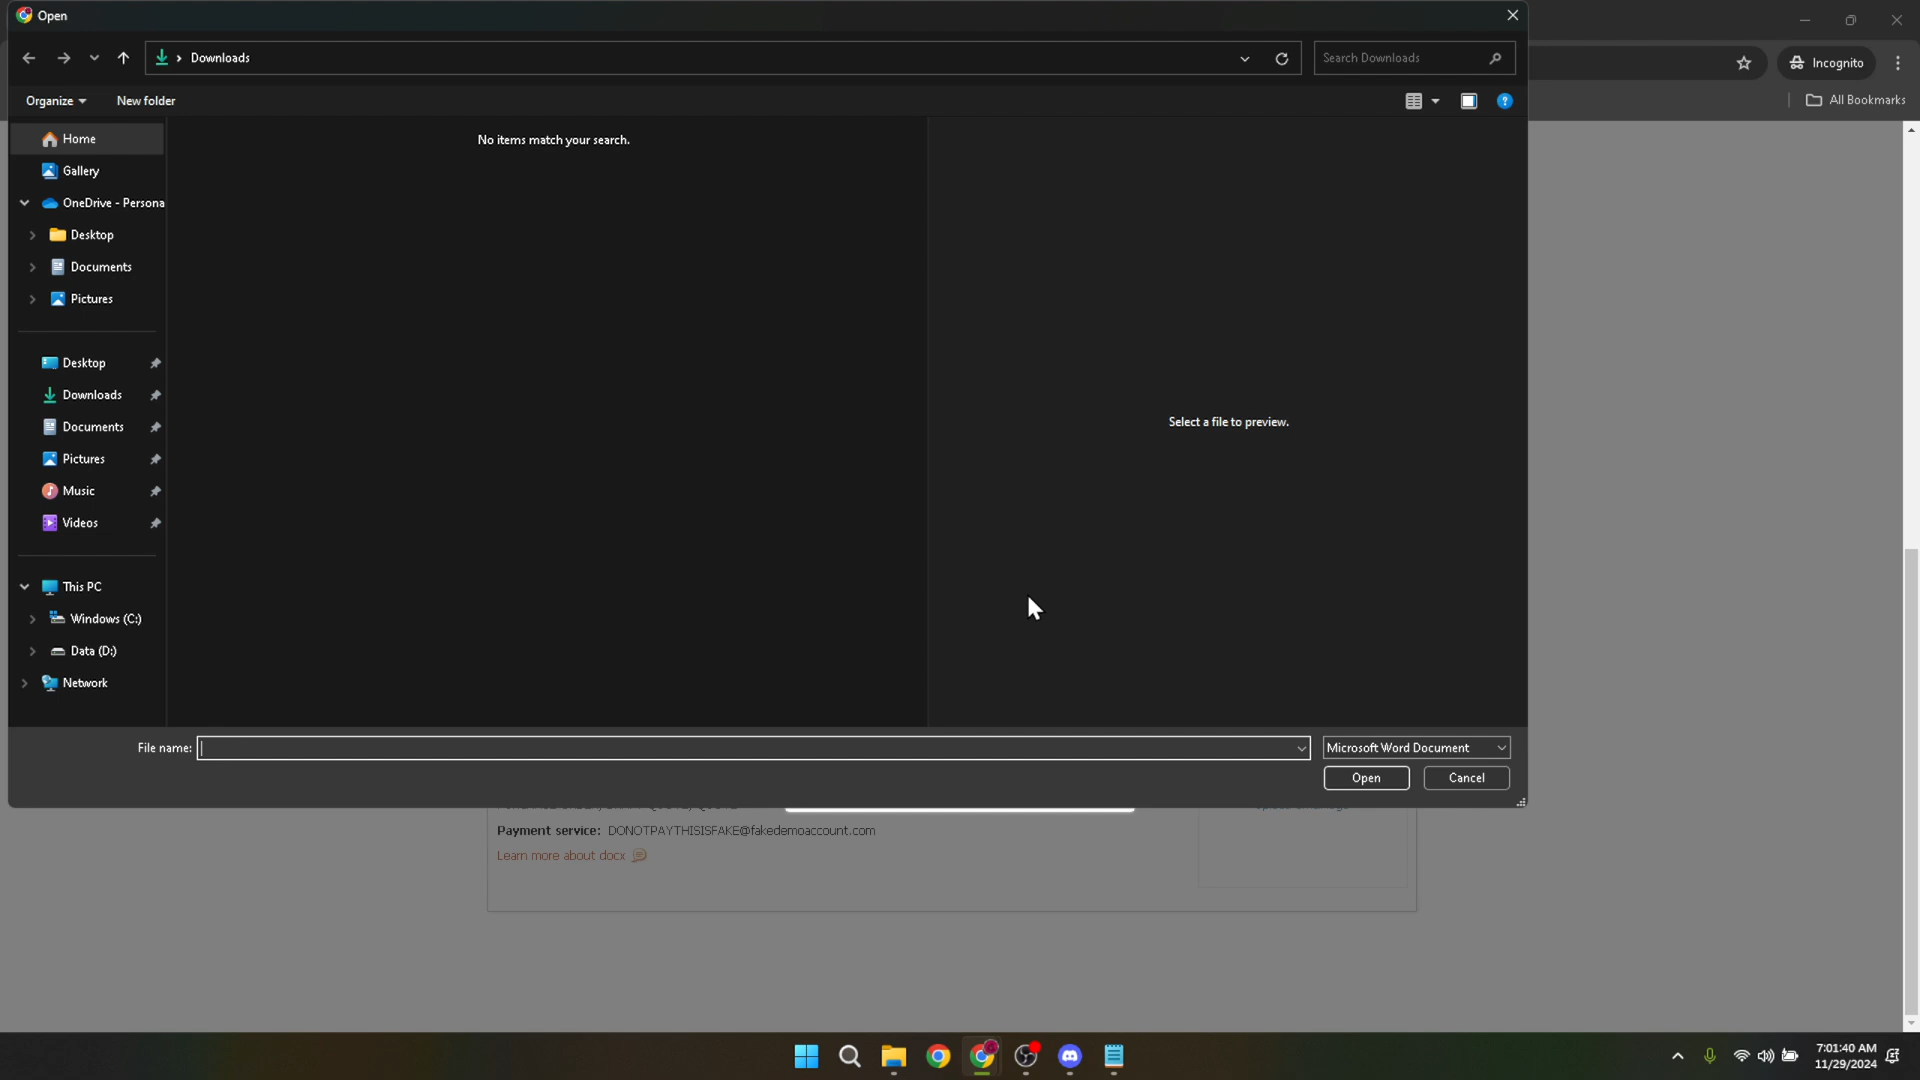 Open
Downloads
Search Downloads
Incognito
Organize
New folder
All Bookmarks
Home
No items match your search.
Gallery
OneDrive - Persona
Desktop
Documents
Pictures
Desktop
Downloads
Select a file to preview.
Documents
Pictures
Music
Videos
This PC
Windows (C:)
Data (D:)
Network
File name:
Microsoft Word Document
Open
Cancel
Payment service: DONOTPAYTHISISFAKE@fakedemoaccount.com
Learn more about docx
7:01:40 AM
11/29/2024